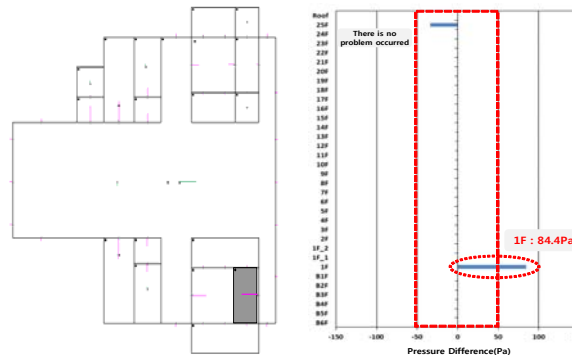 Roof
25F
There is no
problem occurred
24F
23F
22F
21F
20F
19F
18F
17F
16F
15F
14F
13F
12F
11F
10F
9F
8F
7F
6F
5F
4F
3F
2F
1F : 84.4Pa
1F_2
1F_1
1F
B1F
B2F
B3F
B4F
B5F
B6F
-150 -100 -50 0 50 100 150
Pressure Difference(Pa)